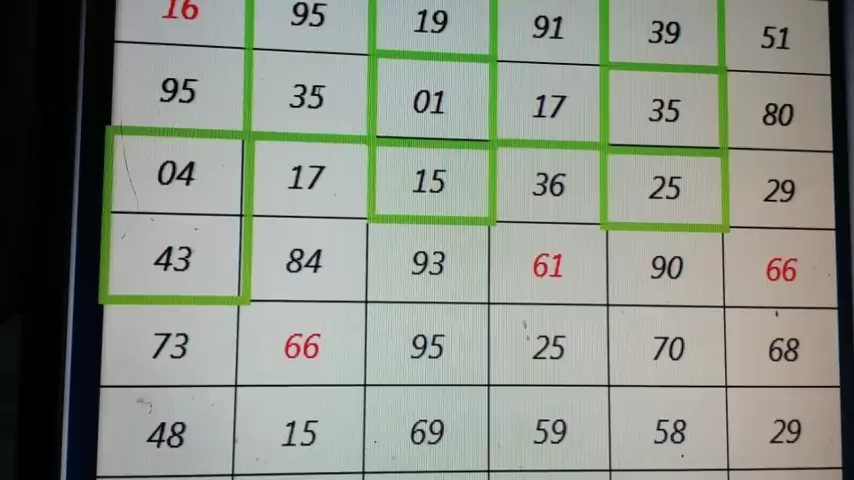 16 95 19 91 39 51
95 35 01 17 35 80
04 17 15 36 25 29
43 84 93 61 90 66
73 66 95 25 70 68
48 15 69 59 58 29